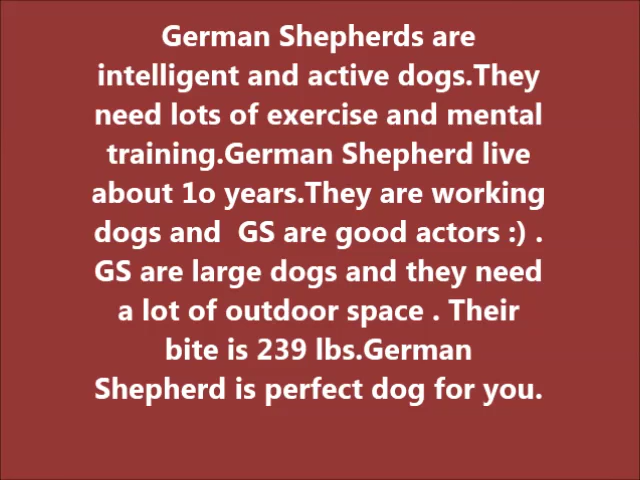 German Shepherds are
intelligent and active dogs.They
need lots of exercise and mental
training.German Shepherd live
about 1o years.They are working
dogs and  GS are good actors :) .
GS are large dogs and they need
a lot of outdoor space . Their
bite is 239 lbs.German
Shepherd is perfect dog for you.